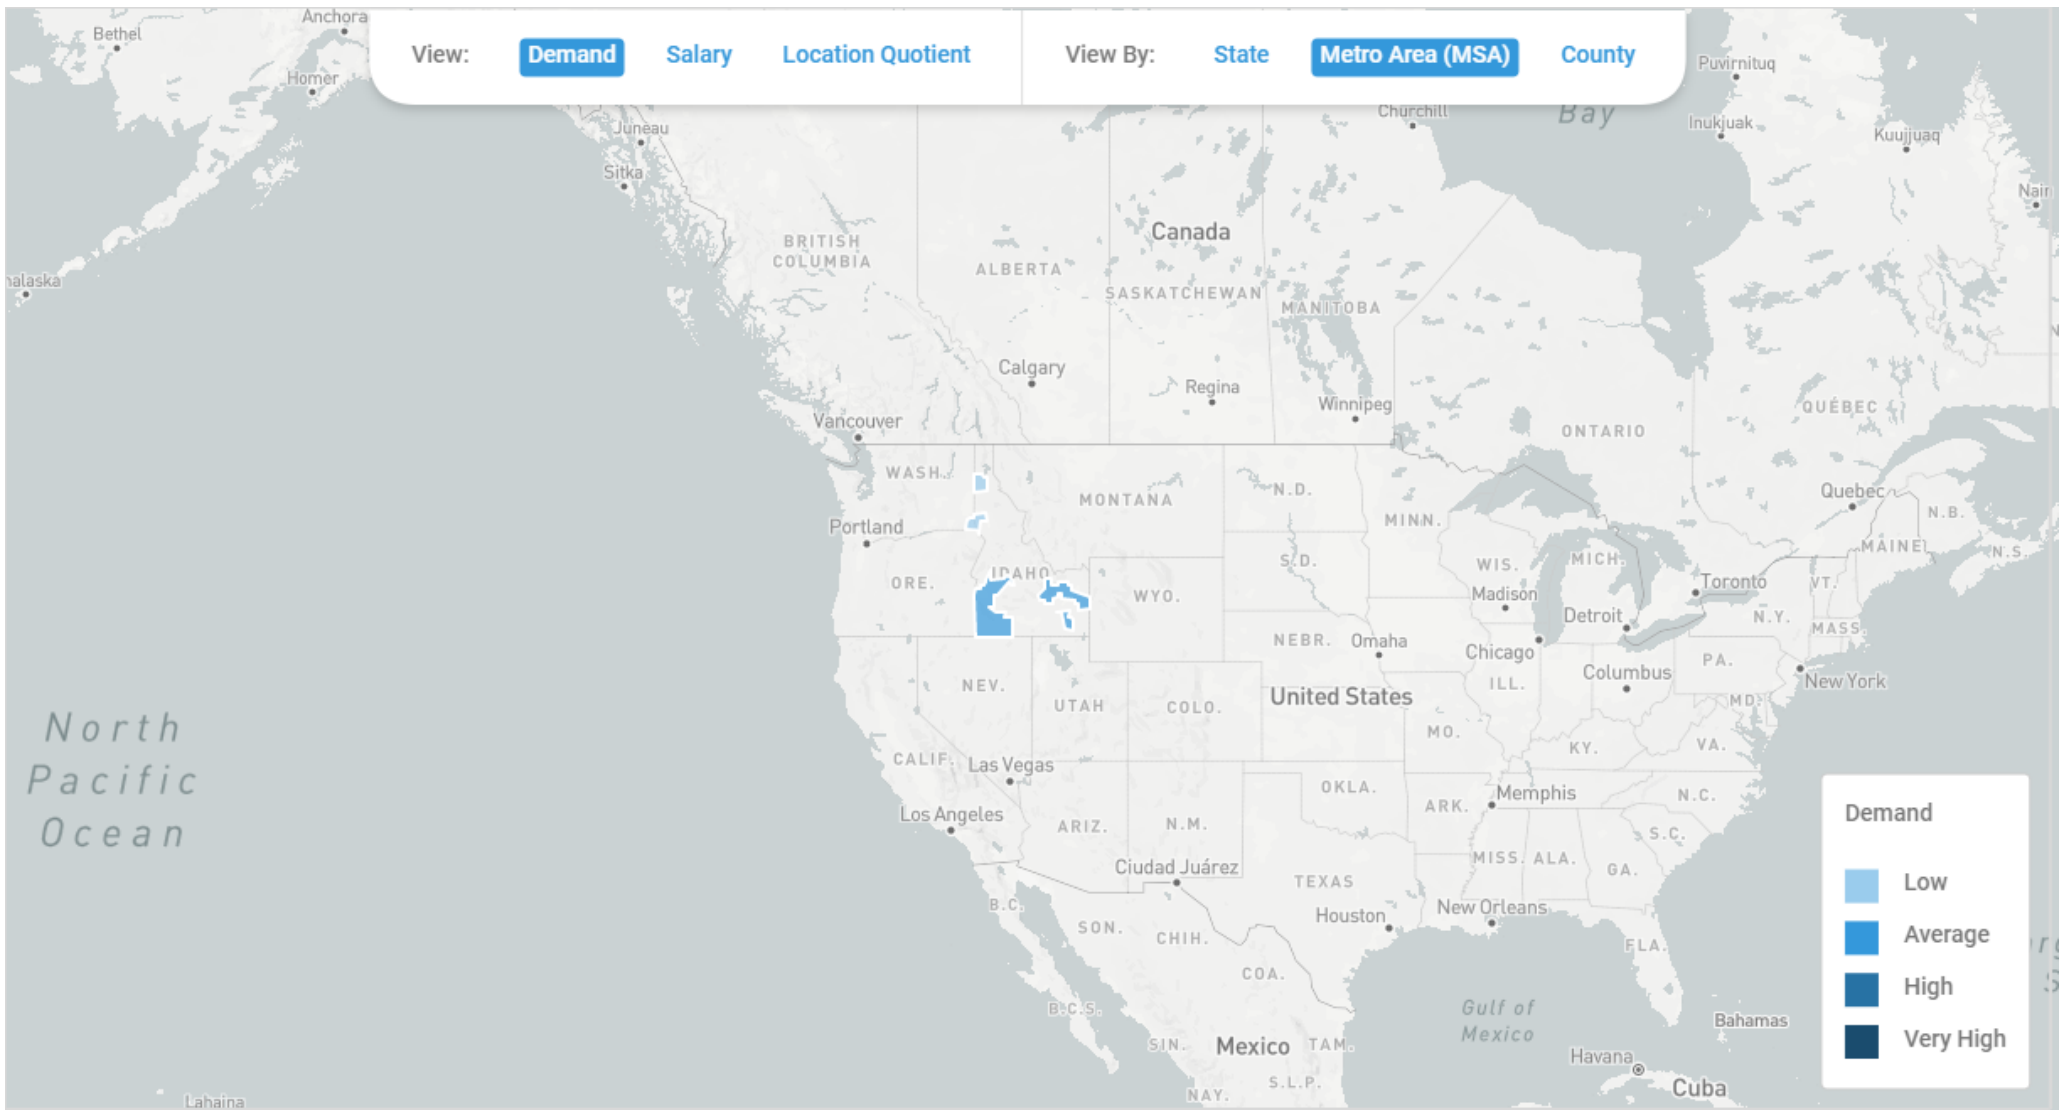 View:
Demand
Salary
Location Quotient
View By:
State
Metro Area (MSA)
County
Anchora
Bethel
Homer
Puvirnituq
Churchill
Bay
Inukjuak
Kuujjuaq
Juneau
Sitka
Nain
Canada
BRITISH
COLUMBIA
ALBERTA
SASKATCHEWAN
MANITOBA
nalaska
Calgary
Regina
Winnipeg
Vancouver
QUÉBEC
ONTARIO
WASH.
MONTANA
N.D.
MINN.
Quebec
N.B.
Portland
MAINE
N.S.
IDAHO
ORE.
WYO.
S.D.
WIS.
MICH.
Madison
Toronto
VT.
Detroit
N.Y.
MASS.
NEBR.
Omaha
Chicago
Columbus
PA.
New York
NEV.
UTAH
COLO.
United States
ILL.
MD.
MO.
KY.
VA.
CALIF.
Las Vegas
OKLA.
ARK.
Memphis
N.C.
Los Angeles
ARIZ.
N.M.
S.C.
MISS.
ALA.
GA.
Ciudad Juárez
TEXAS
Houston
New Orleans
B.C.
SON.
CHIH.
FLA.
COA.
B.C.S.
Gulf of
Mexico
Bahamas
SIN.
Mexico
TAM.
Havana
Cuba
NAY.
S.L.P.
Lahaina
North
Pacific
Ocean
Demand
Low
Average
High
Very High